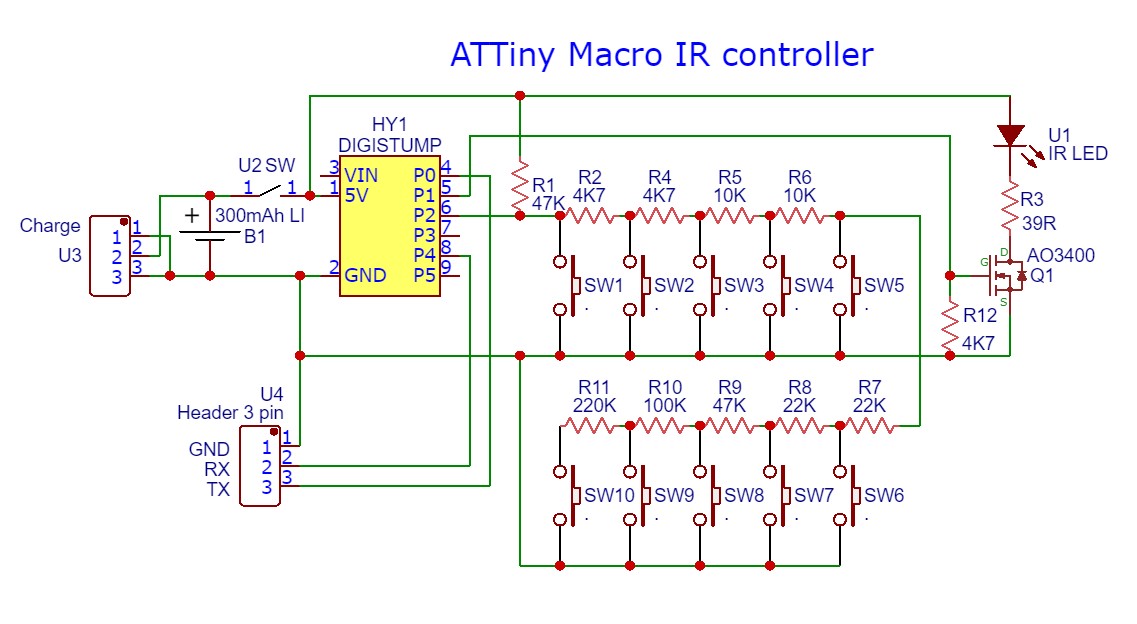 ATTiny Macro IR controller
HY1
DIGISTUMP
3 VIN P0 4
1 5V P1 5
P2 6
P3 7
P4 8
2 GND P5 9
U2 SW
1 1
+ 300mAh LI
B1
Charge
U3
1 1
2 2
3 3
R1
47K
R2
4K7
R4
4K7
R5
10K
R6
10K
U1
IR LED
R3
39R
AO3400
Q1
G
D
S
R12
4K7
SW1
SW2
SW3
SW4
SW5
R11
220K
R10
100K
R9
47K
R8
22K
R7
22K
SW10
SW9
SW8
SW7
SW6
U4
Header 3 pin
GND 1 1
RX 2 2
TX 3 3